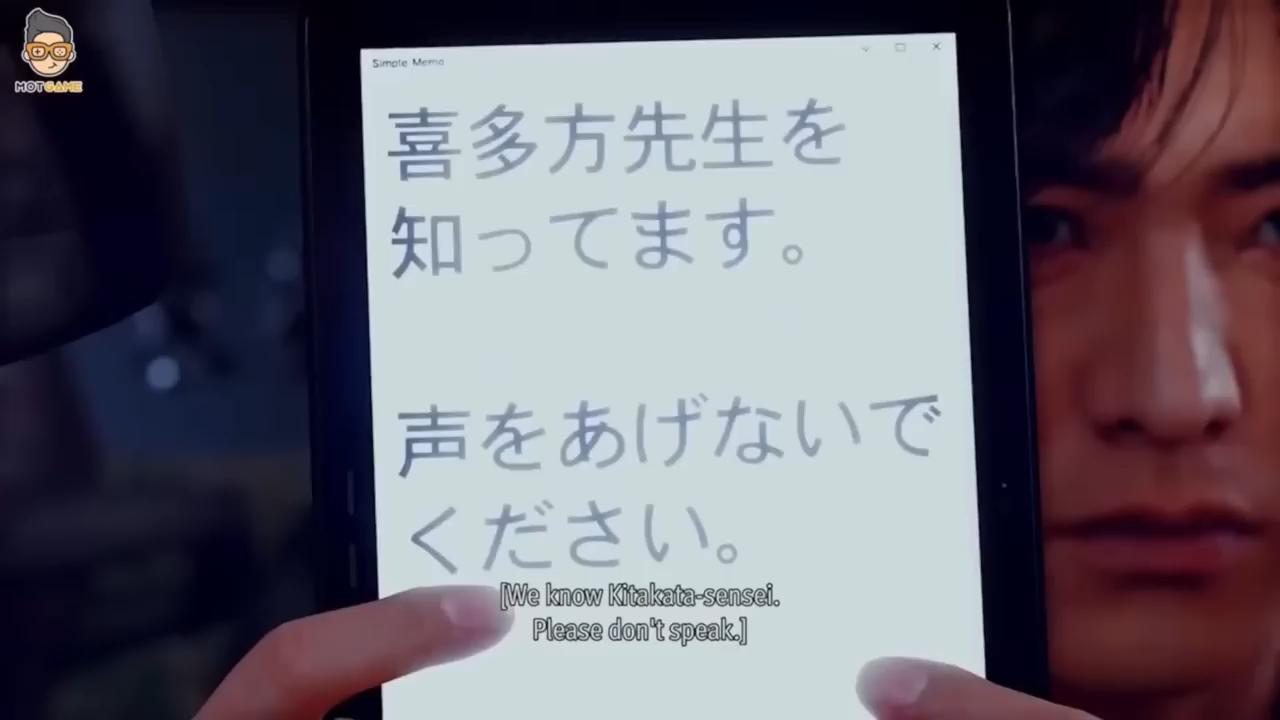 MOTGAME
Simple Memo
喜多方先生を
知ってます。
声をあげないで
ください。
[We know Kitakata-sensei.
Please don't speak.]